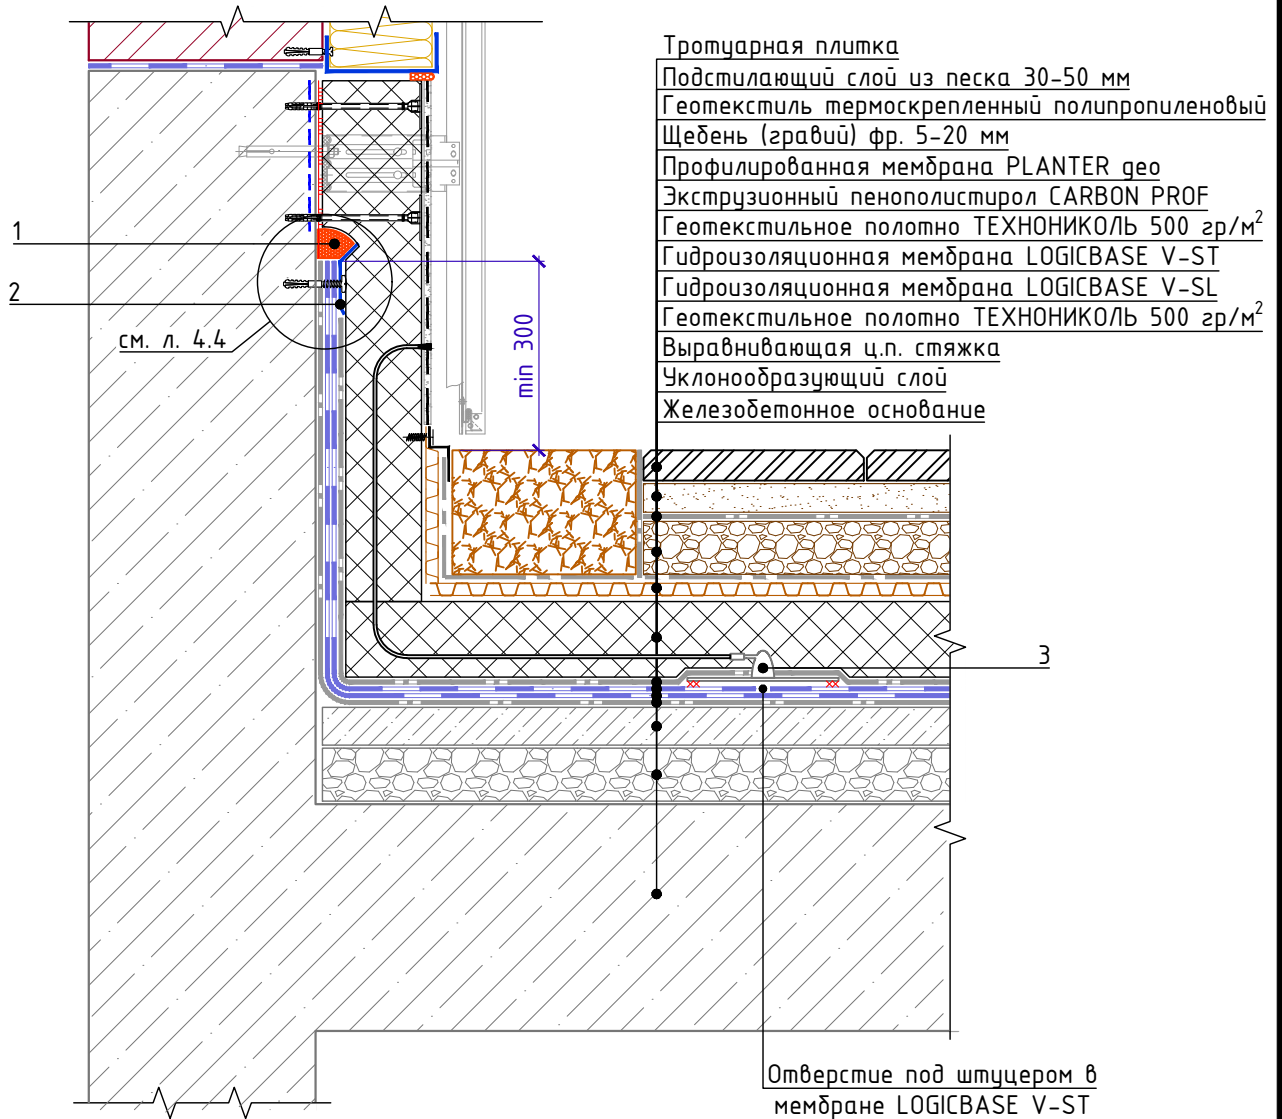 Тротуарная плитка
Подстилающий слой из песка 30-50 мм
Геотекстиль термоскрепленный полипропиленовый
Щебень (гравий) фр. 5-20 мм
Профилированная мембрана PLANTER geo
Экструзионный пенополистирол CARBON PROF
Геотекстильное полотно ТЕХНОНИКОЛЬ 500 гр/м²
Гидроизоляционная мембрана LOGICBASE V-ST
Гидроизоляционная мембрана LOGICBASE V-SL
Геотекстильное полотно ТЕХНОНИКОЛЬ 500 гр/м²
Выравнивающая ц.п. стяжка
Уклонообразующий слой
Железобетонное основание
1
2
см. л. 4.4
min 300
3
Отверстие под штуцером в
мембране LOGICBASE V-ST